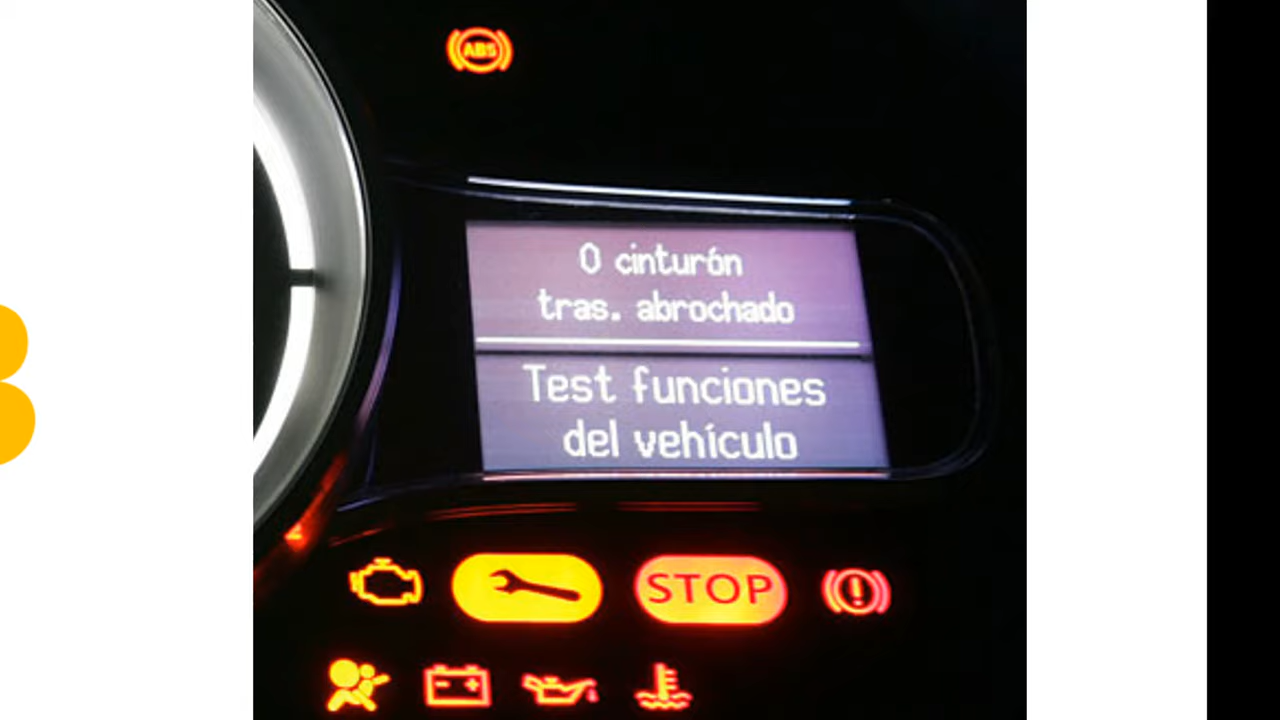 ABS
0 cinturón
tras. abrochado
Test funciones
del vehículo
STOP